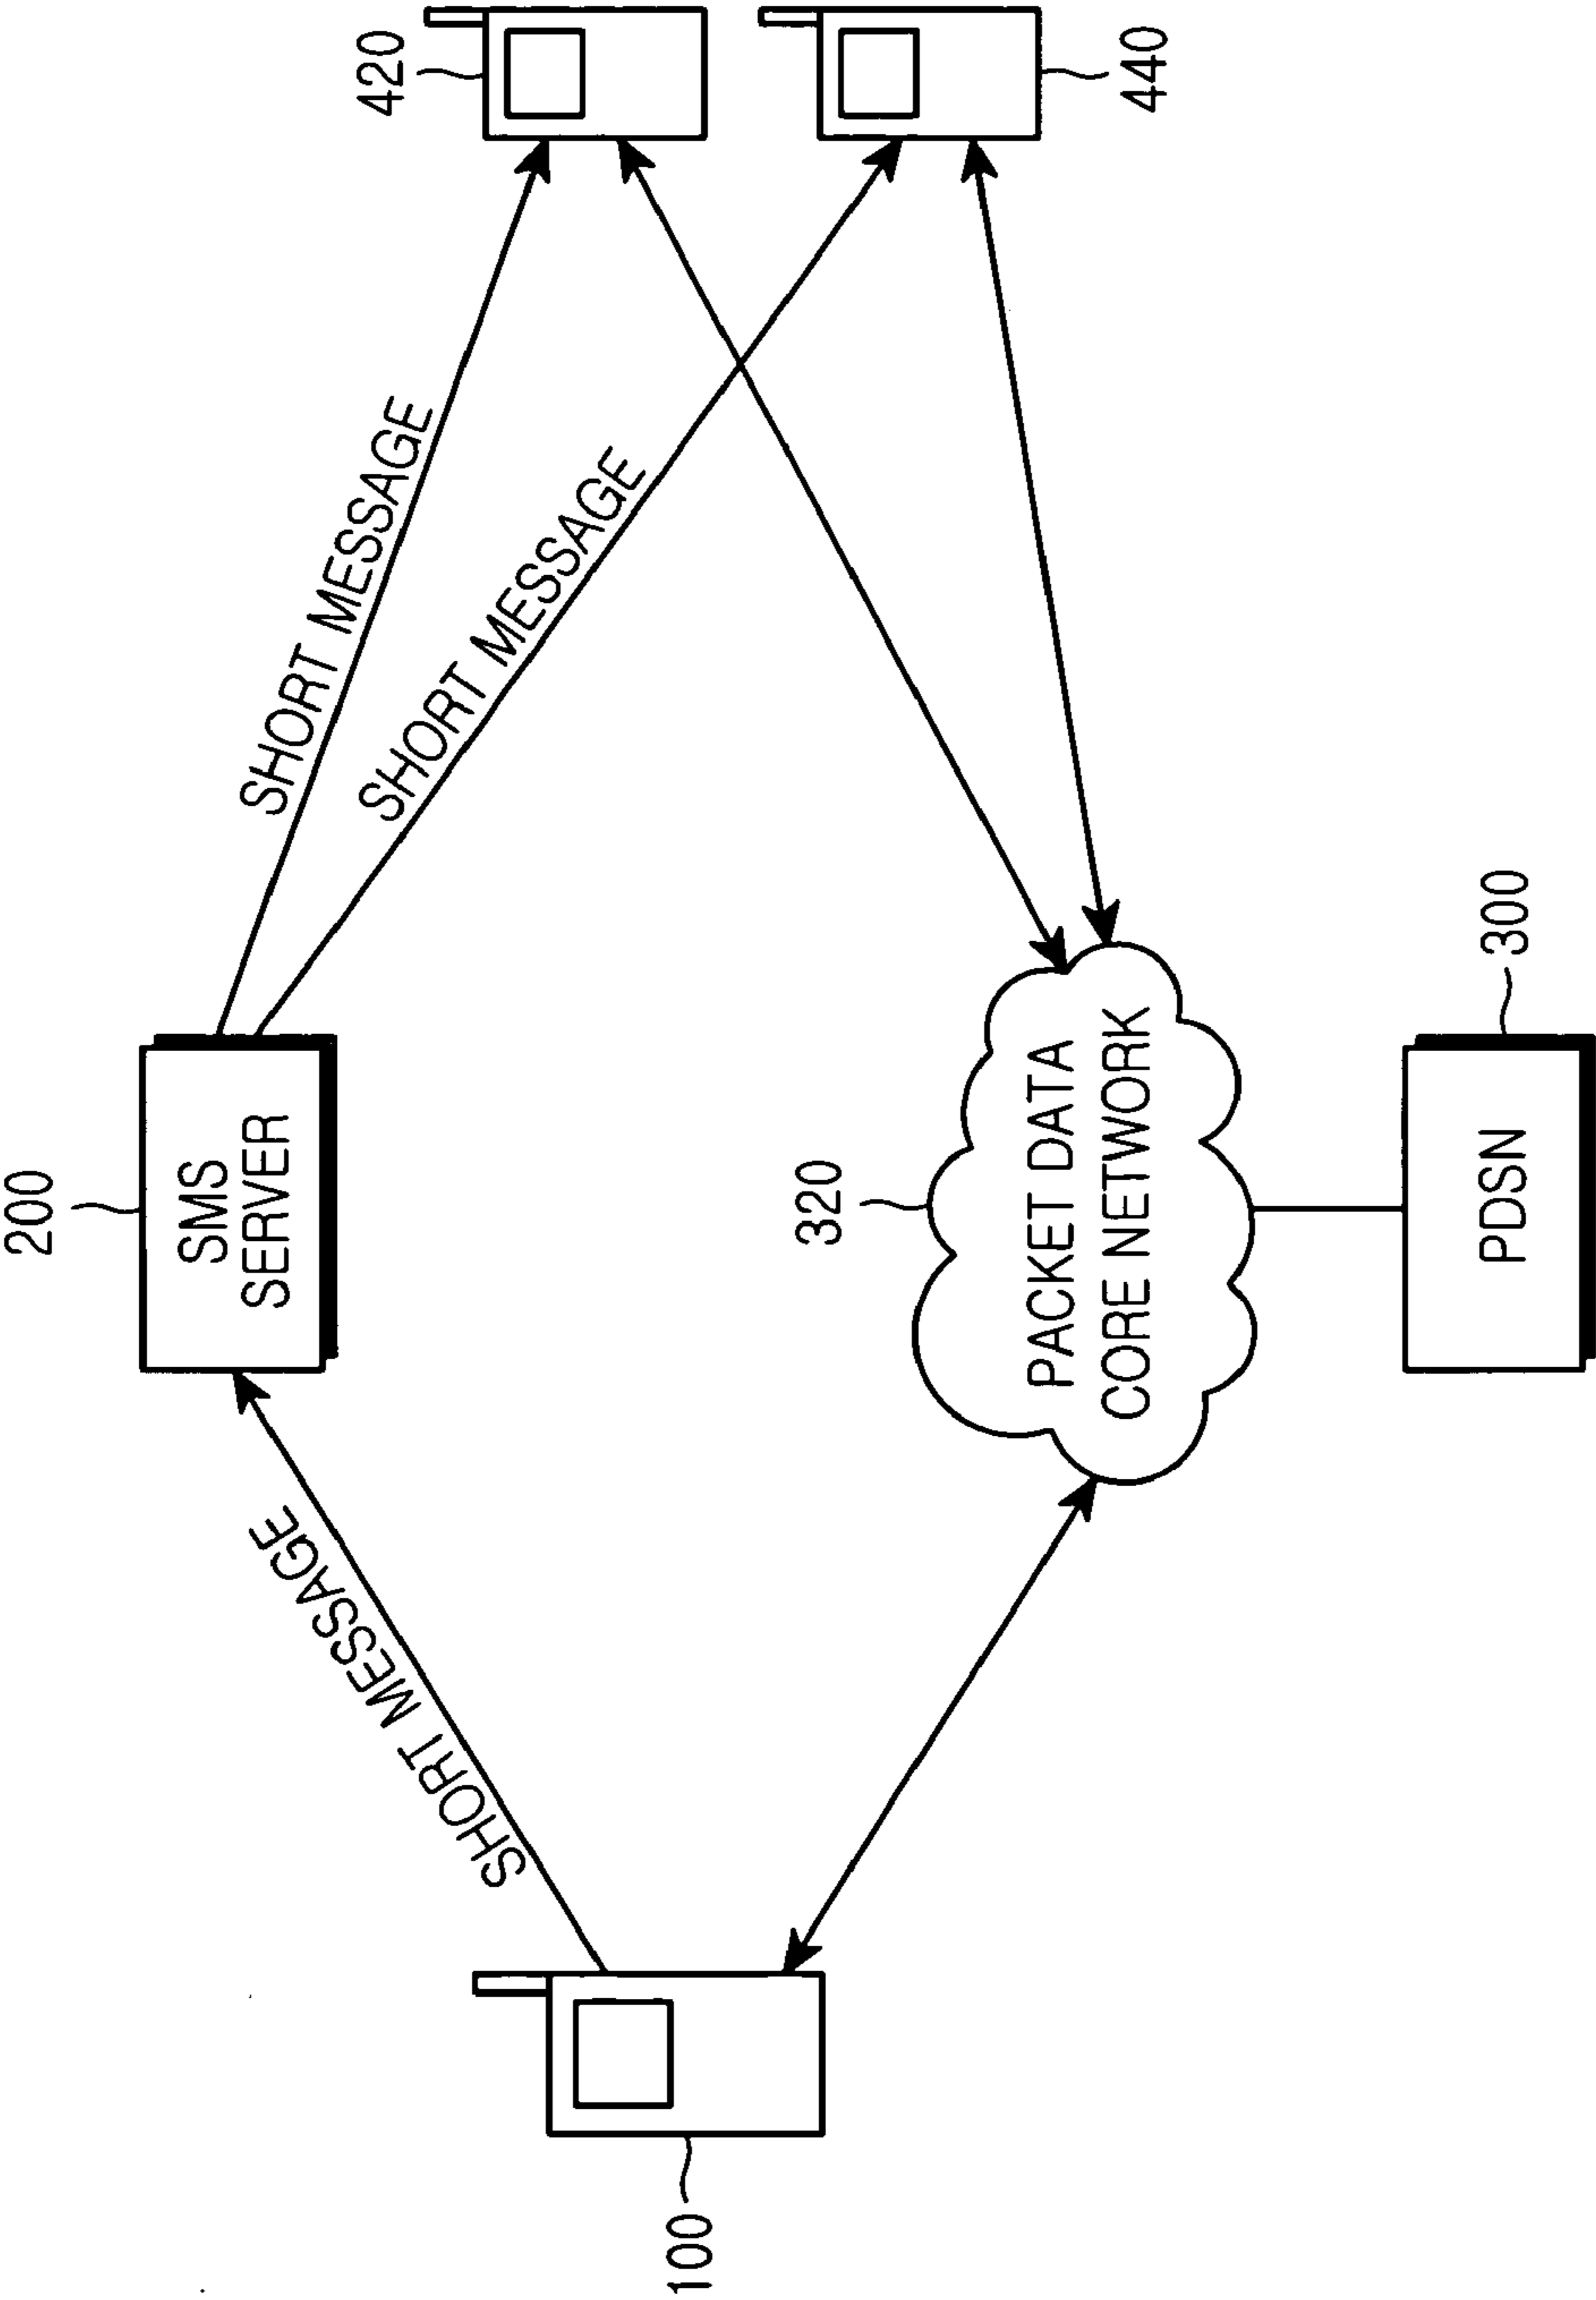 200
SMS
SERVER
SHORT MESSAGE
SHORT MESSAGE
SHORT MESSAGE
420
100
440
320
PACKET DATA
CORE NETWORK
PDSN
300